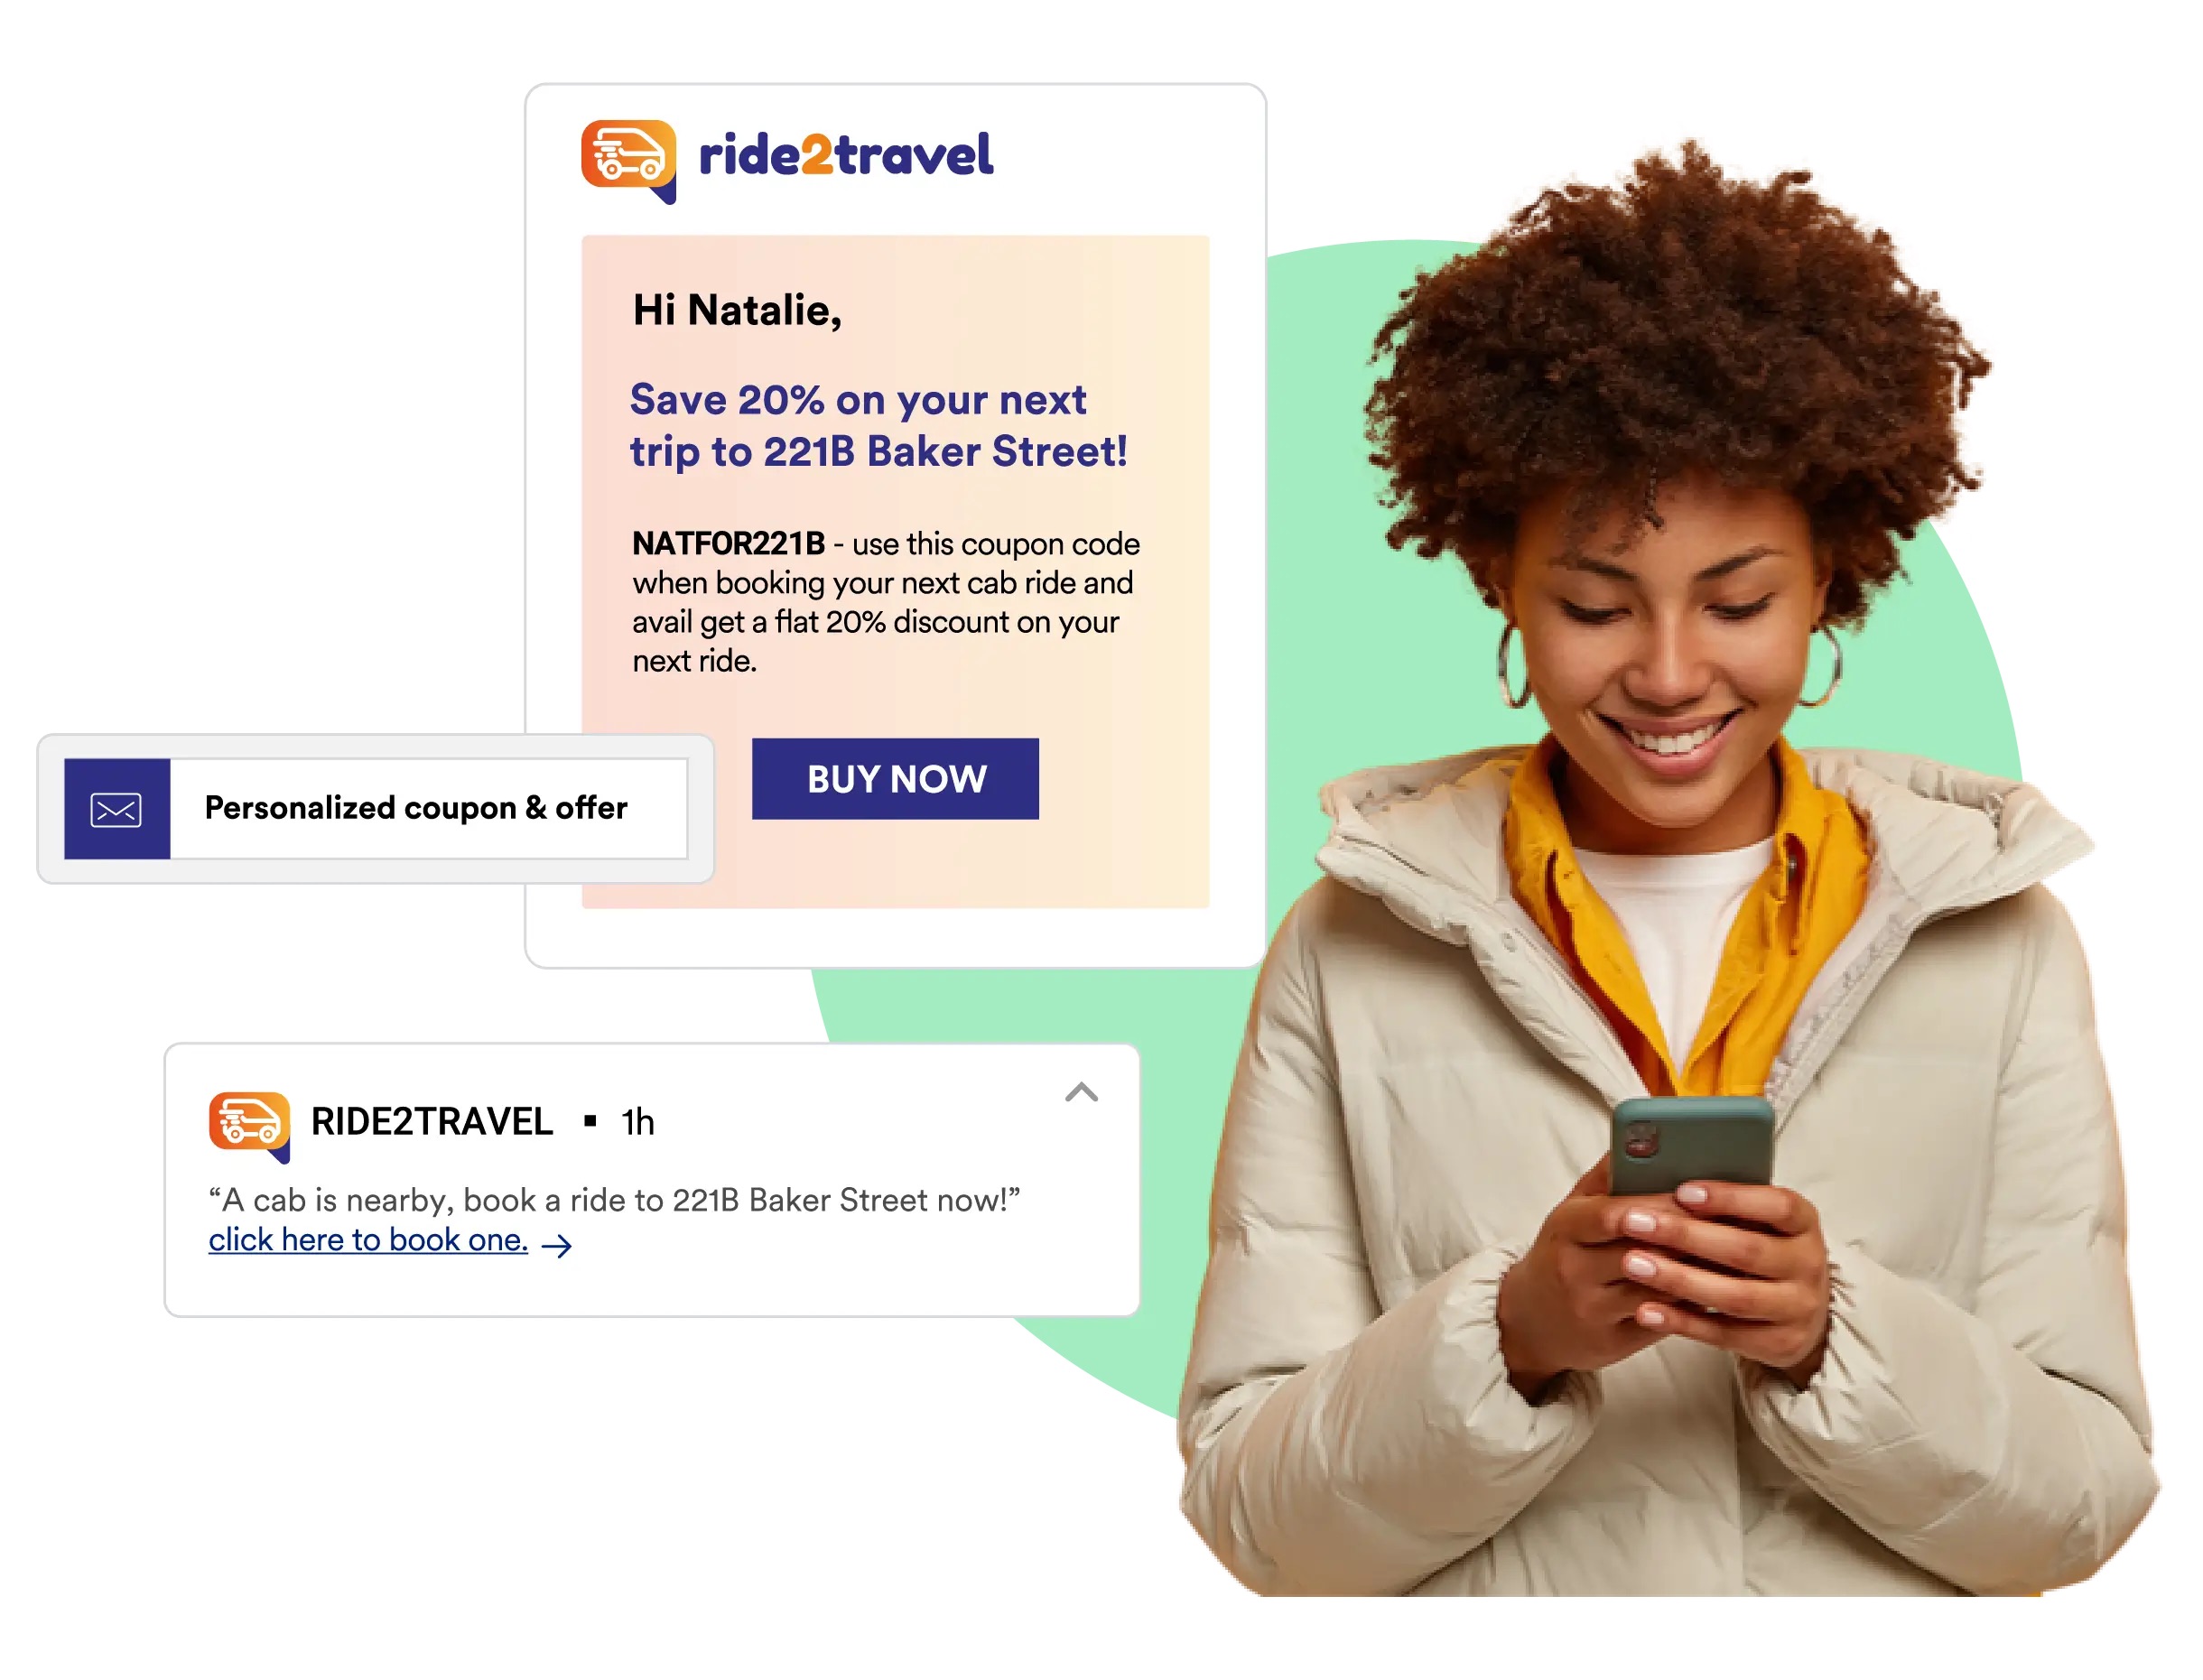 ride2travel
Hi Natalie,
Save 20% on your next
trip to 221B Baker Street!
NATFOR221B - use this coupon code
when booking your next cab ride and
avail get a flat 20% discount on your
next ride.
BUY NOW
Personalized coupon & offer
RIDE2TRAVEL ▪ 1h
“A cab is nearby, book a ride to 221B Baker Street now!”
click here to book one. →